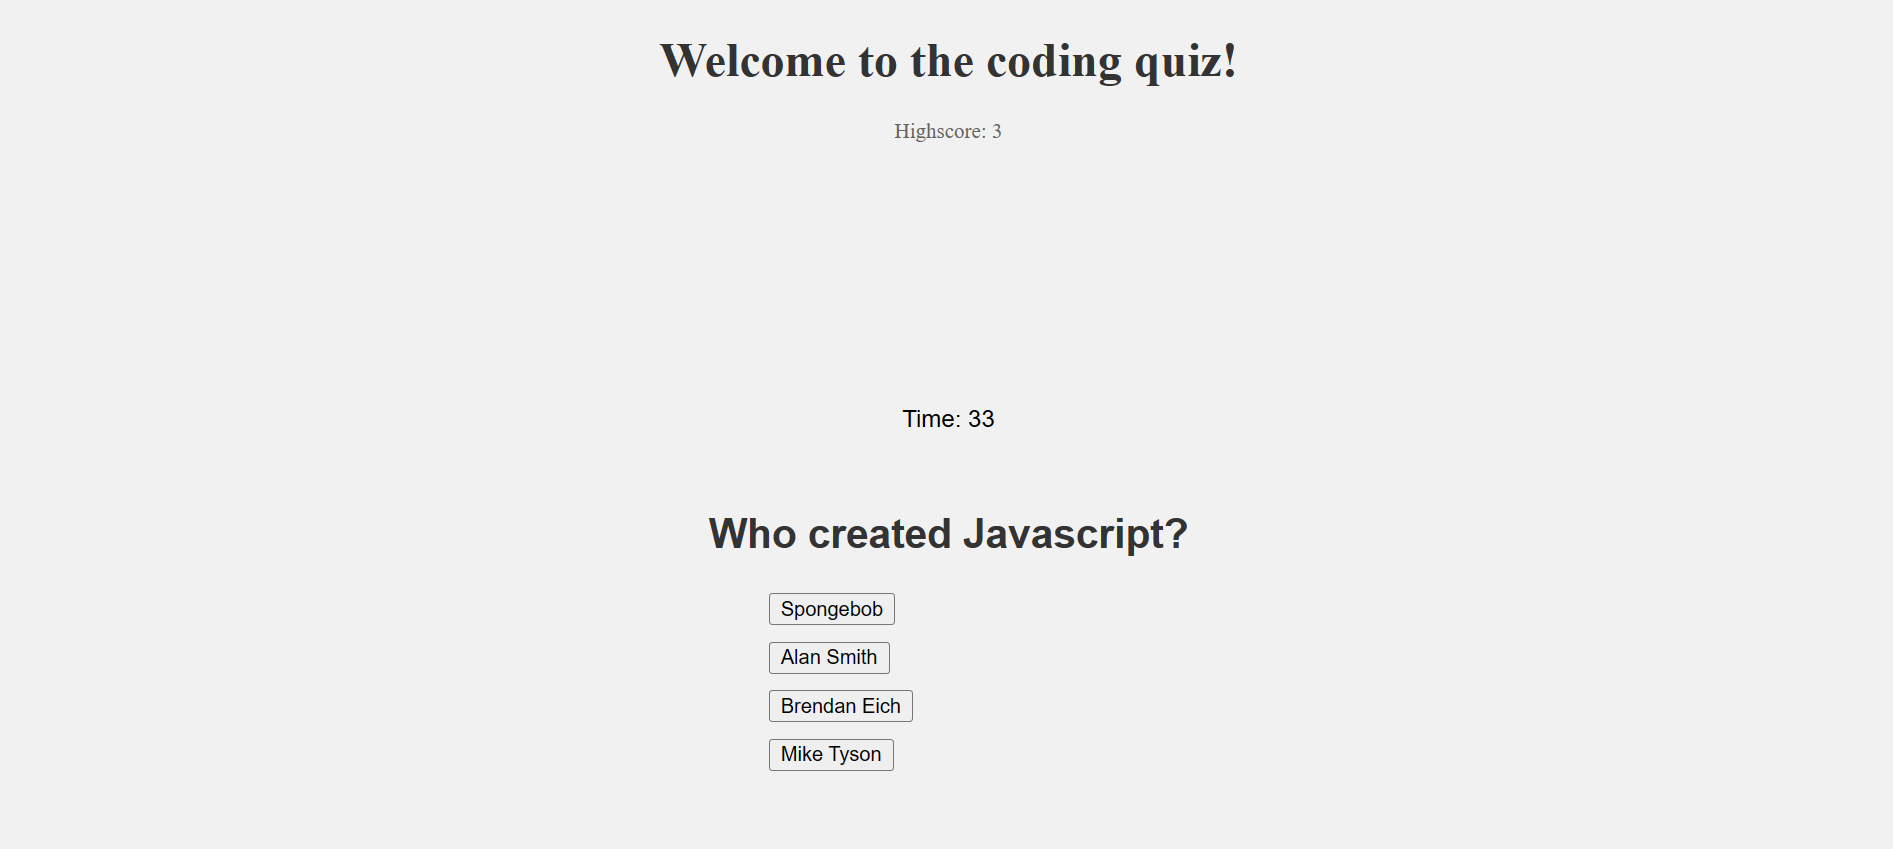 Welcome to the coding quiz!
Highscore: 3
Time: 33
Who created Javascript?
Spongebob
Alan Smith
Brendan Eich
Mike Tyson